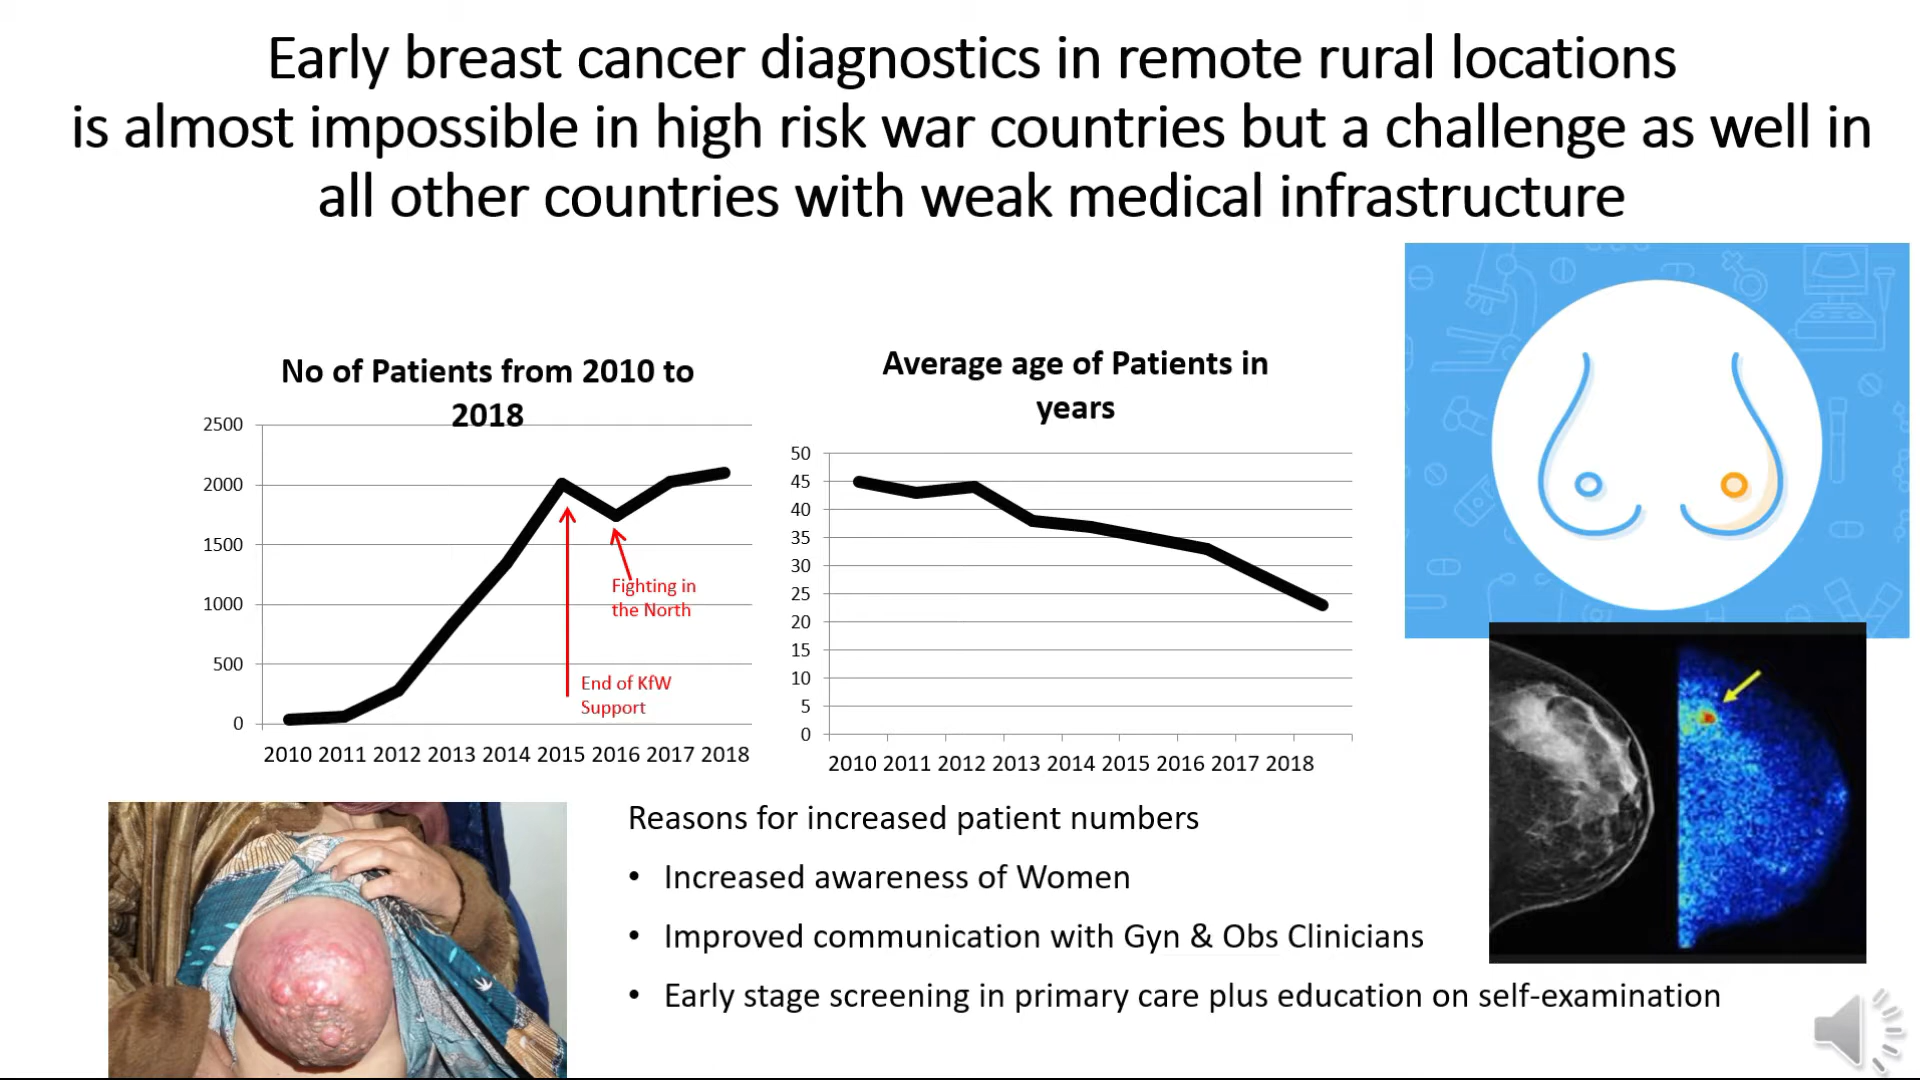 Early breast cancer diagnostics in remote rural locations
is almost impossible in high risk war countries but a challenge as well in
all other countries with weak medical infrastructure
No of Patients from 2010 to
2018
2500
2000
1500
1000
500
0
2010 2011 2012 2013 2014 2015 2016 2017 2018
Fighting in
the North
End of KfW
Support
Average age of Patients in
years
50
45
40
35
30
25
20
15
10
5
0
2010 2011 2012 2013 2014 2015 2016 2017 2018
Reasons for increased patient numbers
• Increased awareness of Women
• Improved communication with Gyn & Obs Clinicians
• Early stage screening in primary care plus education on self-examination